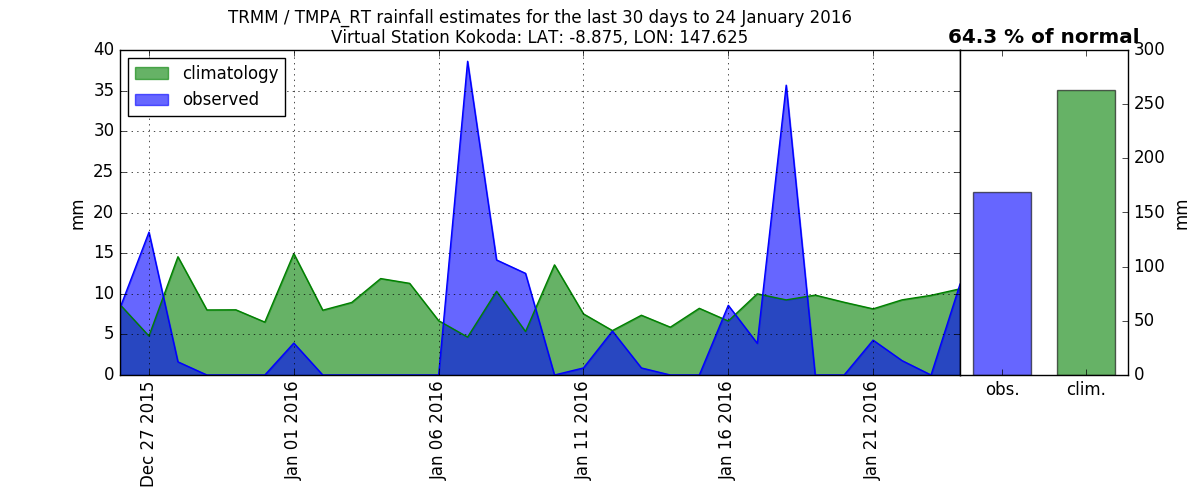 TRMM / TMPA_RT rainfall estimates for the last 30 days to 24 January 2016
Virtual Station Kokoda: LAT: -8.875, LON: 147.625
64.3 % of normal
climatology
observed
mm
40
35
30
25
20
15
10
5
0
Dec 27 2015
Jan 01 2016
Jan 06 2016
Jan 11 2016
Jan 16 2016
Jan 21 2016
300
250
200
150
100
50
0
mm
obs.
clim.